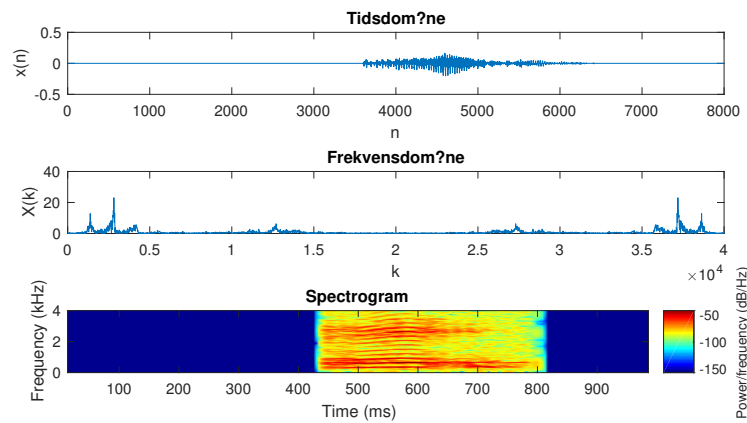 Tidsdom?ne
0.5
0
-0.5
x(n)
0 1000 2000 3000 4000 5000 6000 7000 8000
n
Frekvensdom?ne
40
20
0
X(k)
0 0.5 1 1.5 2 2.5 3 3.5 4
k
×10^4
Spectrogram
4
2
0
Frequency (kHz)
100 200 300 400 500 600 700 800 900
Time (ms)
-50
-100
-150
Power/frequency (dB/Hz)